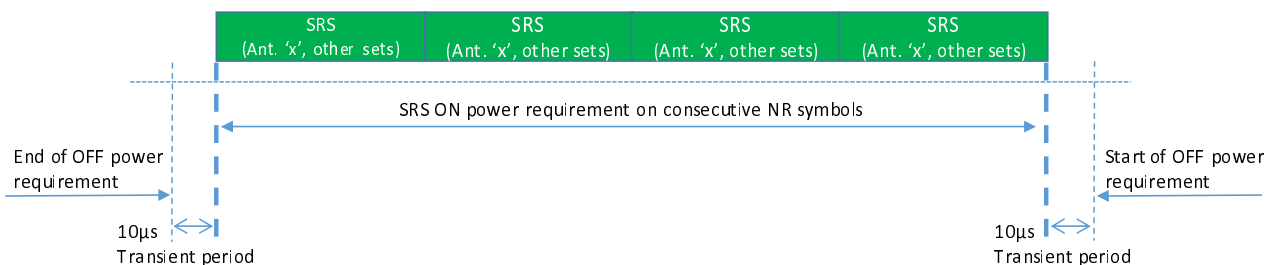 SRS
(Ant. ‘x’, other sets)
SRS
(Ant. ‘x’, other sets)
SRS
(Ant. ‘x’, other sets)
SRS
(Ant. ‘x’, other sets)
SRS ON power requirement on consecutive NR symbols
End of OFF power
requirement
Start of OFF power
requirement
10µs
Transient period
10µs
Transient period